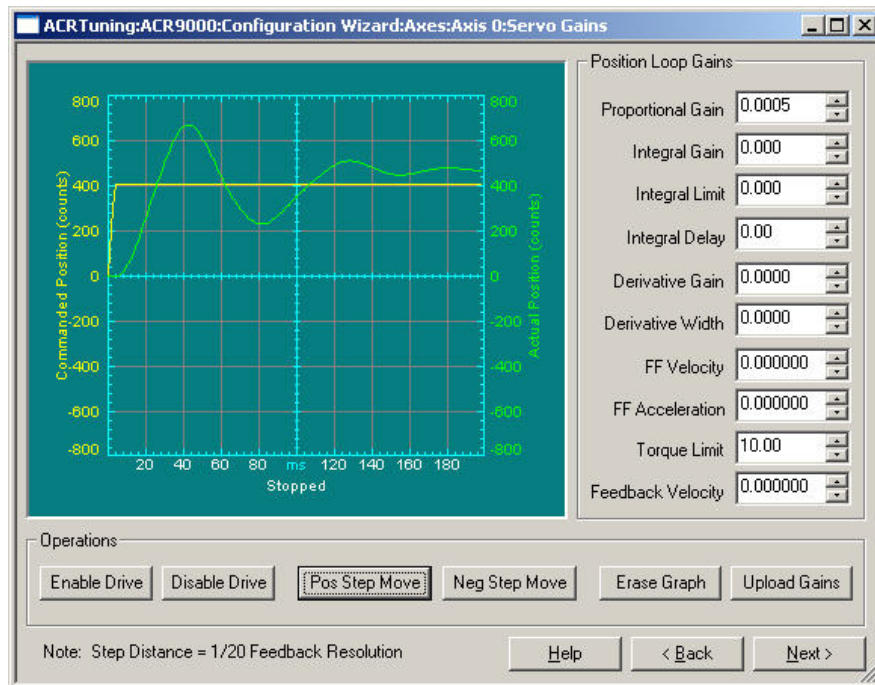 ACRTuning:ACR9000:Configuration Wizard:Axes:Axis 0:Servo Gains
Commanded Position (counts)
800
600
400
200
0
-200
-400
-600
-800
20 40 60 80 ms 120 140 160 180
Stopped
800
600
400
200
0
-200
-400
-600
-800
Actual Position (counts)
Position Loop Gains
Proportional Gain 0.0005
Integral Gain 0.000
Integral Limit 0.000
Integral Delay 0.00
Derivative Gain 0.0000
Derivative Width 0.0000
FF Velocity 0.000000
FF Acceleration 0.000000
Torque Limit 10.00
Feedback Velocity 0.000000
Operations
Enable Drive Disable Drive Pos Step Move Neg Step Move Erase Graph Upload Gains
Note: Step Distance = 1/20 Feedback Resolution
Help < Back Next >